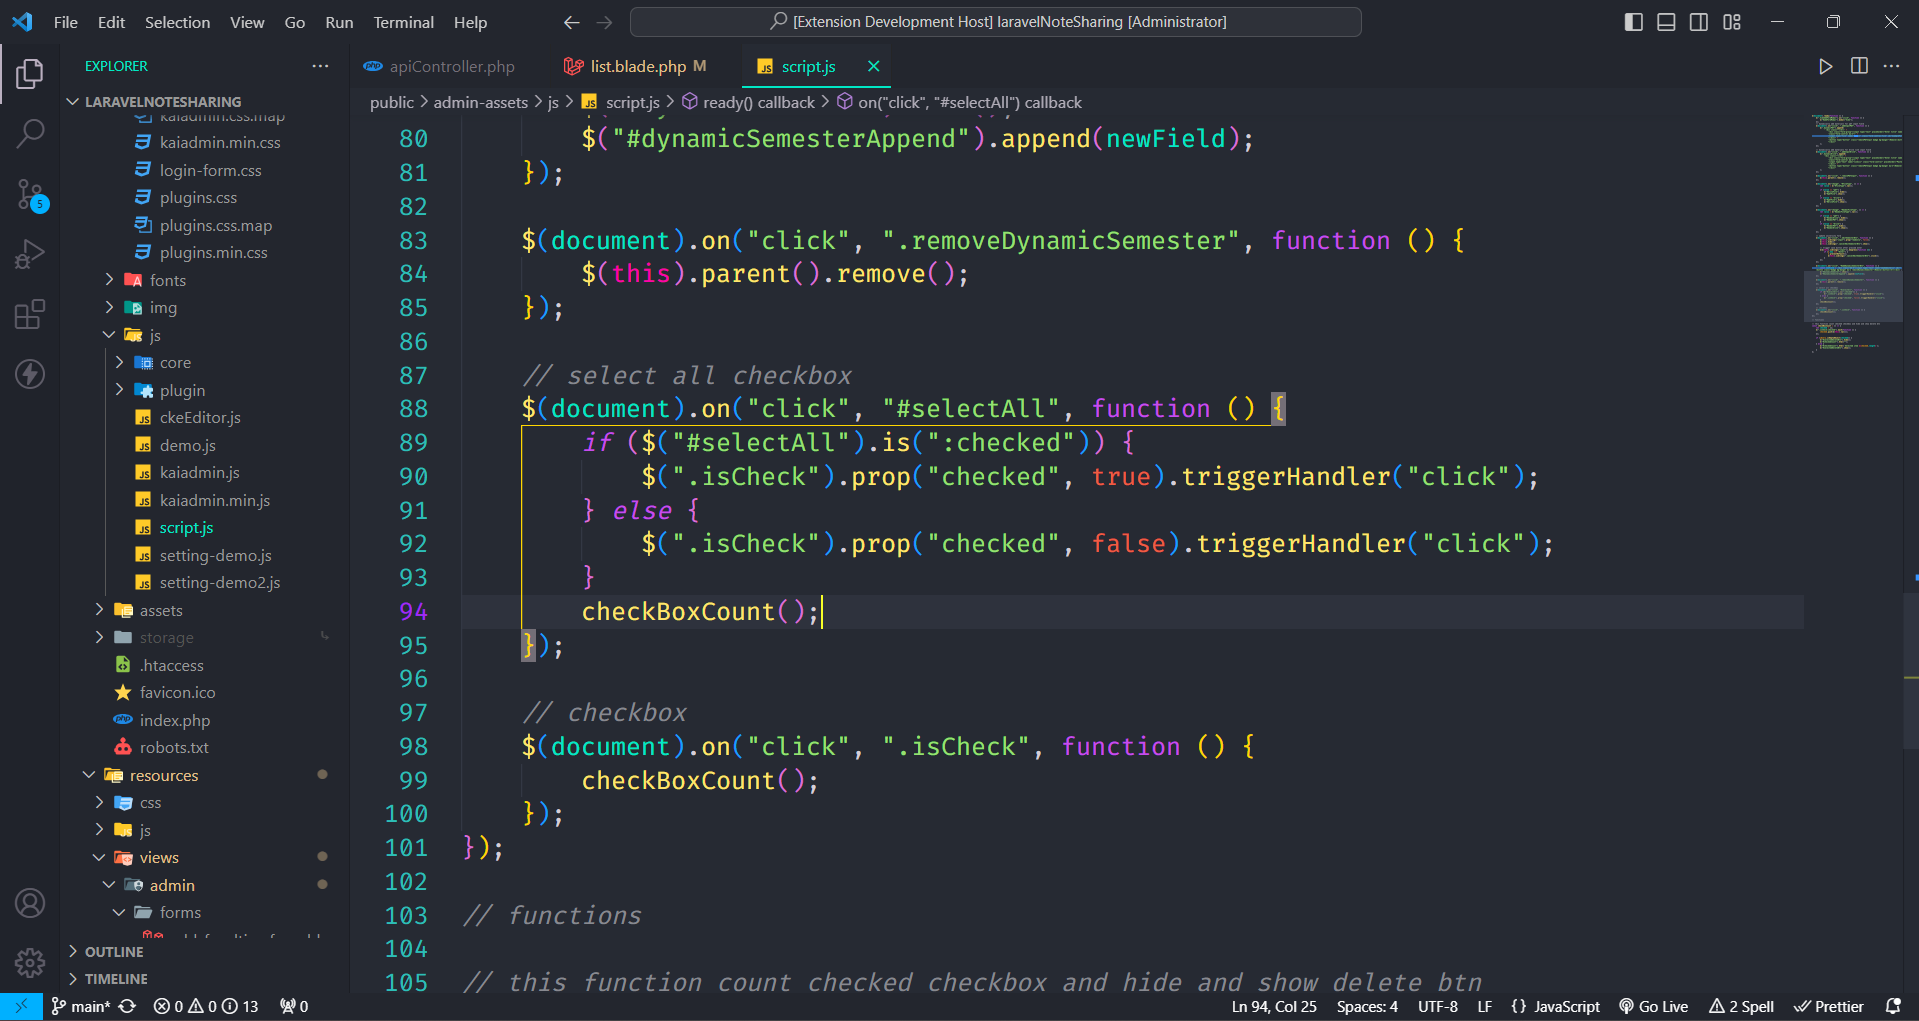 File Edit Selection View Go Run Terminal Help
[Extension Development Host] laravelNoteSharing [Administrator]
EXPLORER
apiController.php
list.blade.php M
script.js
LARAVELNOTESHARING
public > admin-assets > js > script.js > ready() callback > on("click", "#selectAll") callback
kaiadmin.css.map
kaiadmin.min.css
login-form.css
plugins.css
plugins.css.map
plugins.min.css
fonts
img
js
core
plugin
ckeEditor.js
demo.js
kaiadmin.js
kaiadmin.min.js
script.js
setting-demo.js
setting-demo2.js
assets
storage
.htaccess
favicon.ico
index.php
robots.txt
resources
css
js
views
admin
forms
OUTLINE
TIMELINE
5
80 $("#dynamicSemesterAppend").append(newField);
81 });
82
83 $(document).on("click", ".removeDynamicSemester", function () {
84 $(this).parent().remove();
85 });
86
87 // select all checkbox
88 $(document).on("click", "#selectAll", function () {
89 if ($("#selectAll").is(":checked")) {
90 $(".isCheck").prop("checked", true).triggerHandler("click");
91 } else {
92 $(".isCheck").prop("checked", false).triggerHandler("click");
93 }
94 checkBoxCount();
95 });
96
97 // checkbox
98 $(document).on("click", ".isCheck", function () {
99 checkBoxCount();
100 });
101 });
102
103 // functions
104
105 // this function count checked checkbox and hide and show delete btn
main* 0 0 13 0
Ln 94, Col 25 Spaces: 4 UTF-8 LF {} JavaScript Go Live 2 Spell Prettier